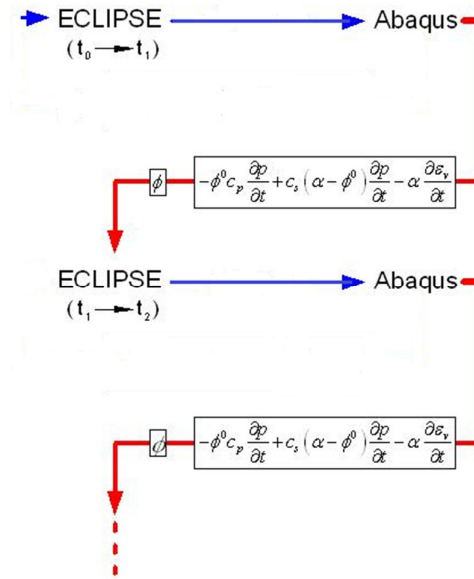 ECLIPSE Abaqus
(t₀ → t₁)
ϕ -ϕ⁰cₚ ∂p/∂t + cₛ(α - ϕ⁰) ∂p/∂t - α ∂εᵥ/∂t
ECLIPSE Abaqus
(t₁ → t₂)
ϕ -ϕ⁰cₚ ∂p/∂t + cₛ(α - ϕ⁰) ∂p/∂t - α ∂εᵥ/∂t